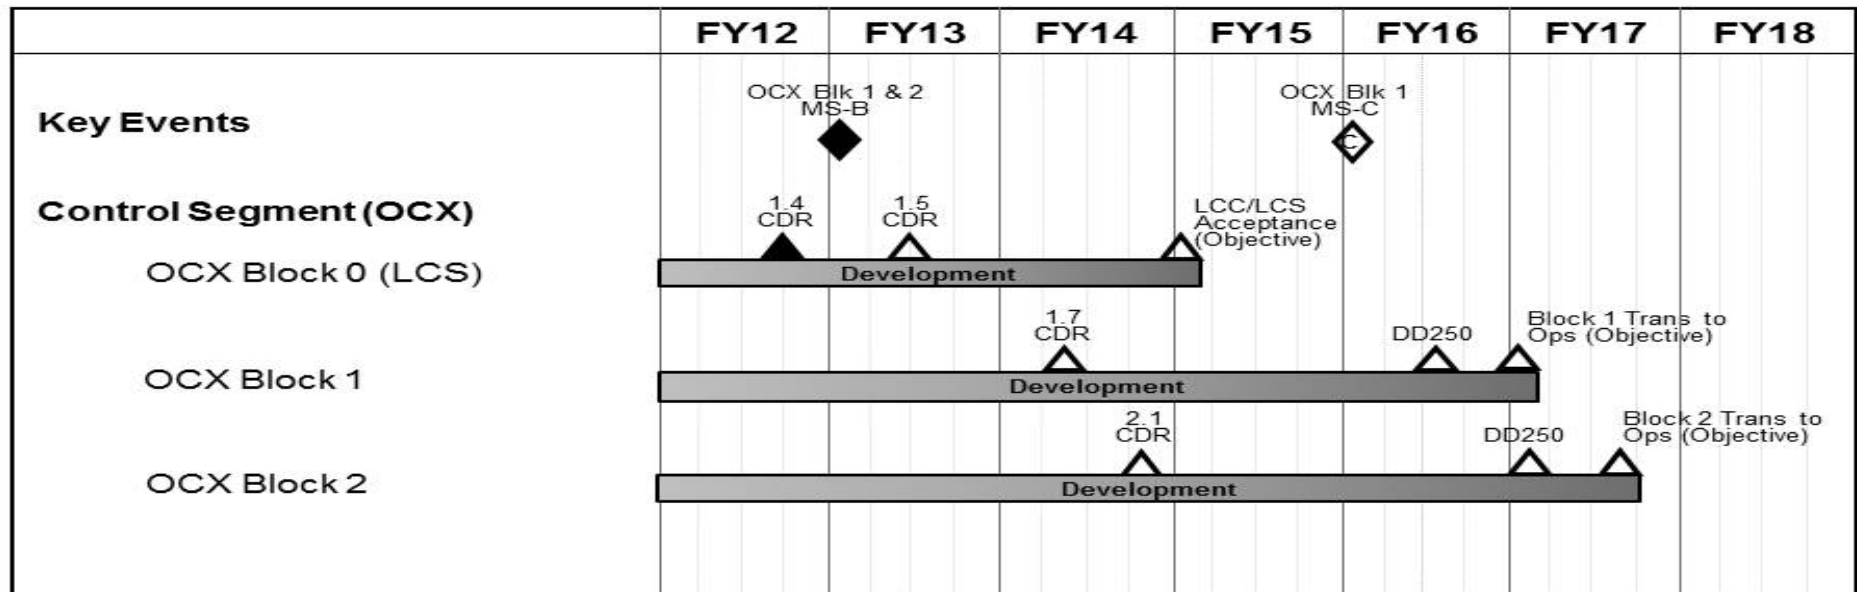 FY12 FY13 FY14 FY15 FY16 FY17 FY18
OCX Blk 1 & 2
MS-B
OCX Blk 1
MS-C
Key Events
C
Control Segment (OCX)
1.4
CDR
1.5
CDR
LCC/LCS
Acceptance
(Objective)
OCX Block 0 (LCS)
Development
1.7
CDR
DD250
Block 1 Trans to
Ops (Objective)
OCX Block 1
Development
2.1
CDR
DD250
Block 2 Trans to
Ops (Objective)
OCX Block 2
Development